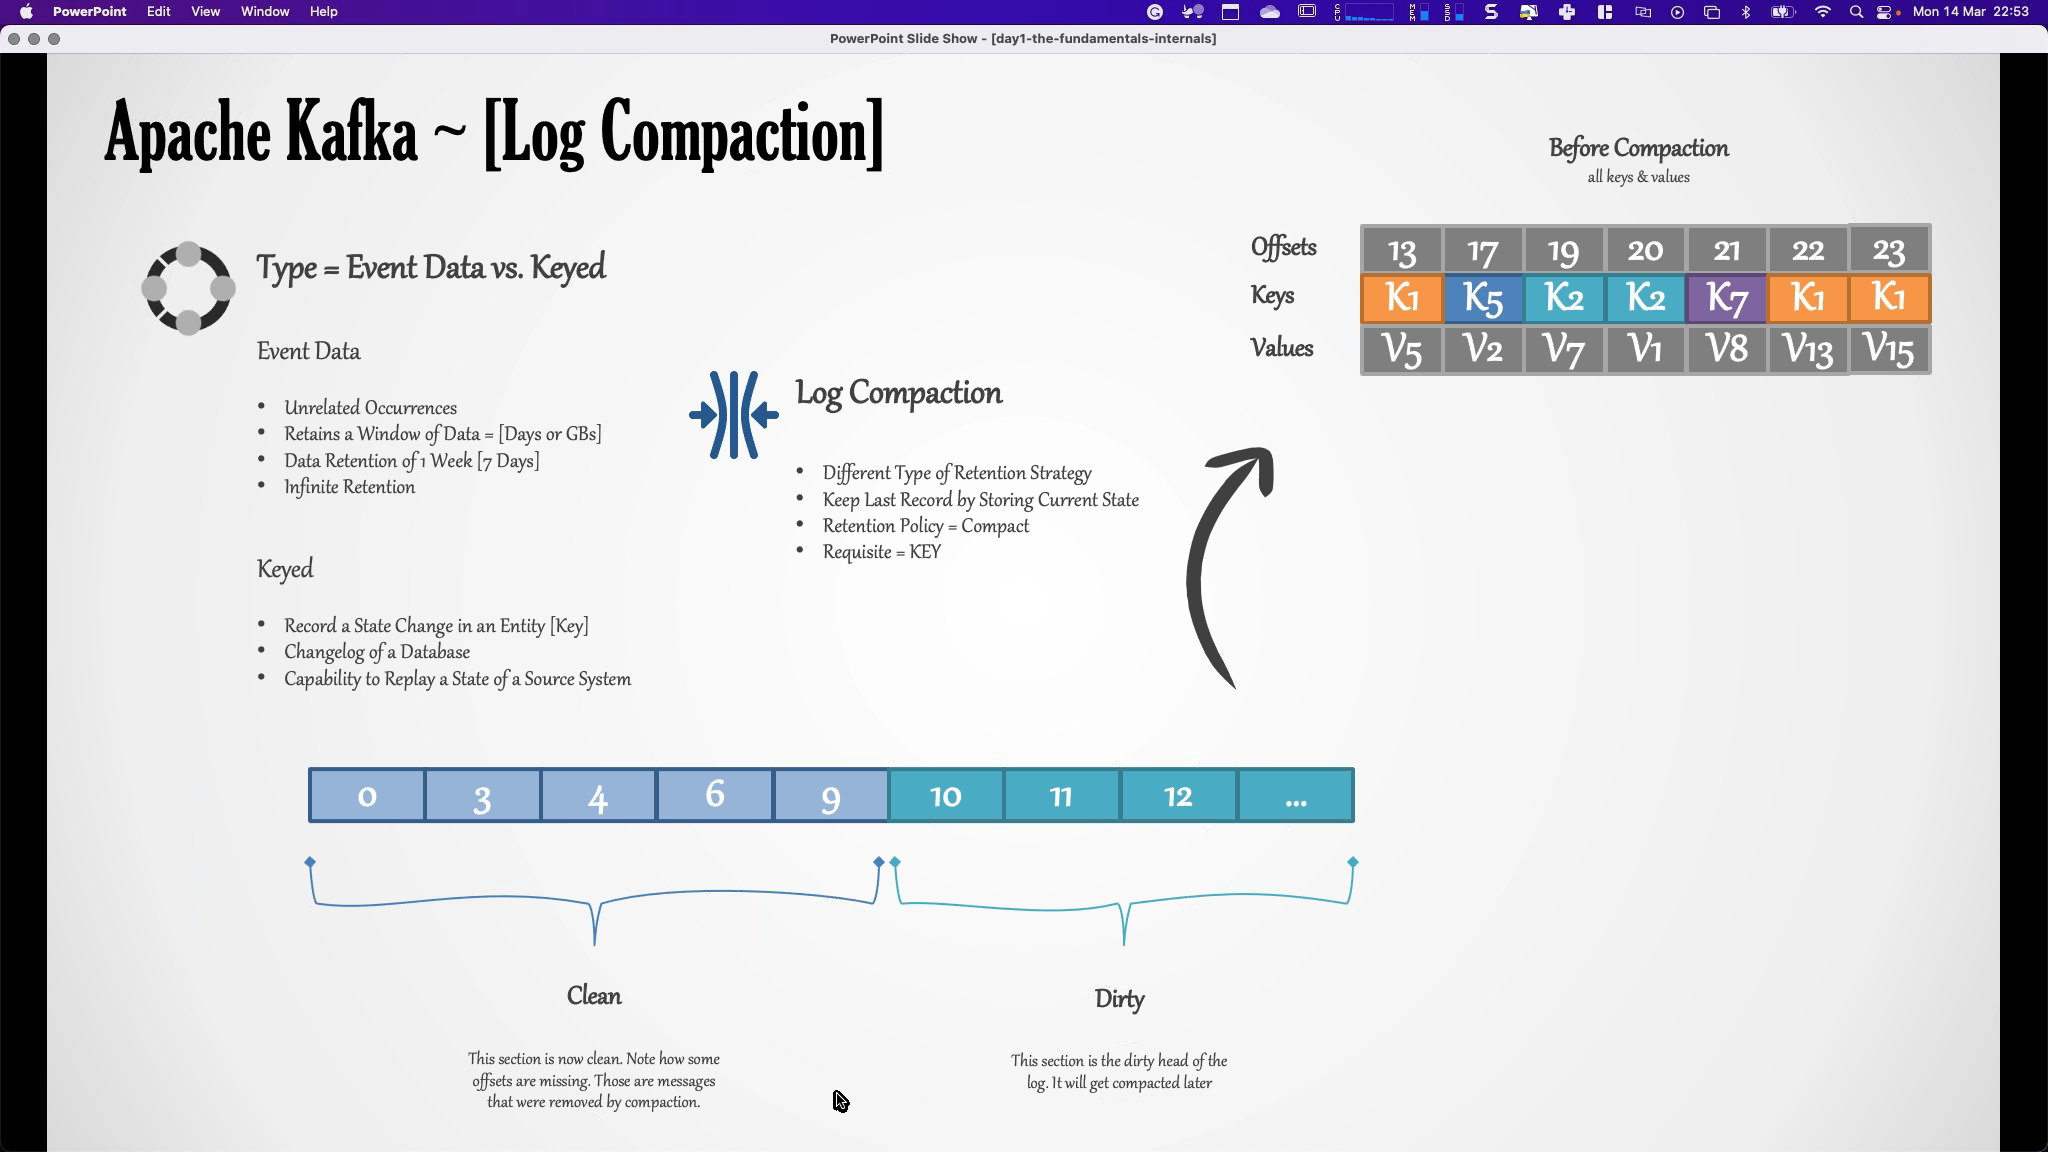 PowerPoint Edit View Window Help
CPU MEM SSD Mon 14 Mar 22:53
PowerPoint Slide Show - [day1-the-fundamentals-internals]
Apache Kafka ~ [Log Compaction]
Before Compaction
all keys & values
Offsets 13 17 19 20 21 22 23
Keys K1 K5 K2 K2 K7 K1 K1
Values V5 V2 V7 V1 V8 V13 V15
Type = Event Data vs. Keyed
Event Data
• Unrelated Occurrences
• Retains a Window of Data = [Days or GBs]
• Data Retention of 1 Week [7 Days]
• Infinite Retention
Keyed
• Record a State Change in an Entity [Key]
• Changelog of a Database
• Capability to Replay a State of a Source System
Log Compaction
• Different Type of Retention Strategy
• Keep Last Record by Storing Current State
• Retention Policy = Compact
• Requisite = KEY
0 3 4 6 9 10 11 12 ...
Clean
This section is now clean. Note how some
offsets are missing. Those are messages
that were removed by compaction.
Dirty
This section is the dirty head of the
log. It will get compacted later